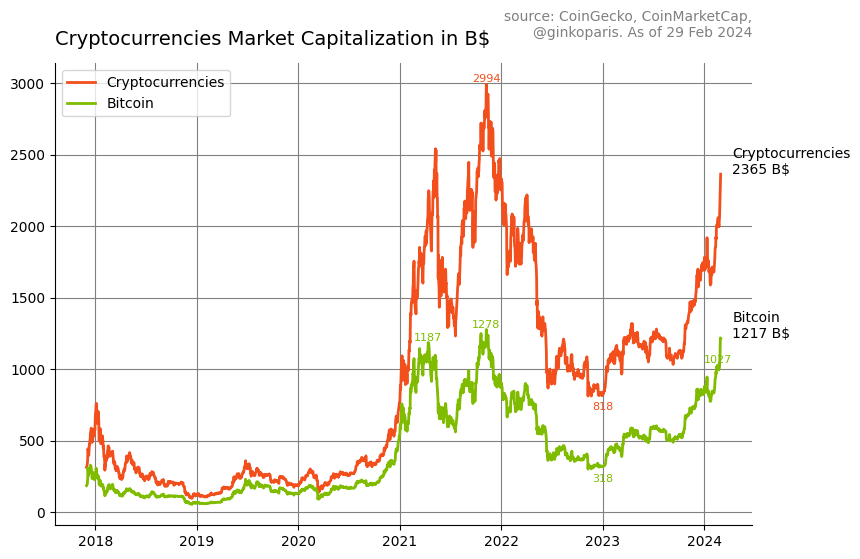 source: CoinGecko, CoinMarketCap,
@ginkoparis. As of 29 Feb 2024
Cryptocurrencies Market Capitalization in B$
Cryptocurrencies
Bitcoin
3000
2500
2000
1500
1000
500
0
2994
1187
1278
818
318
1027
Cryptocurrencies
2365 B$
Bitcoin
1217 B$
2018 2019 2020 2021 2022 2023 2024